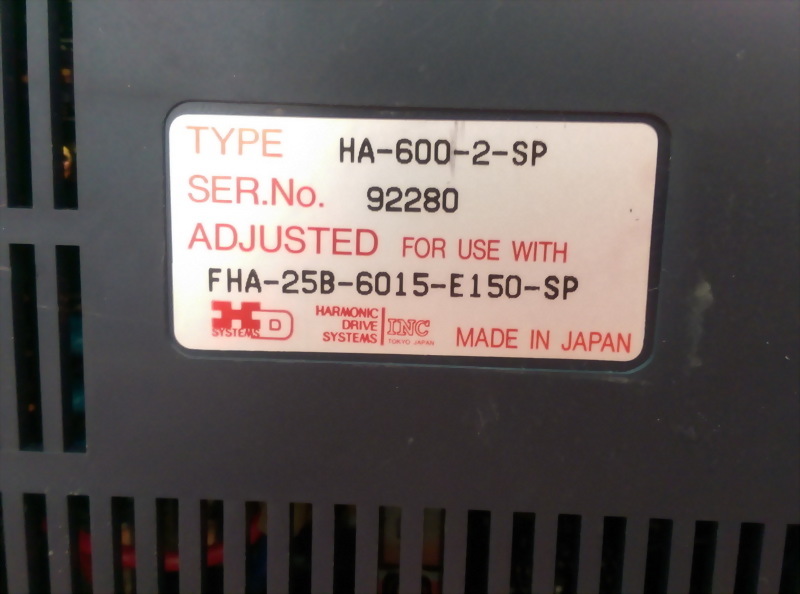 TYPE HA-600-2-SP
SER.No. 92280
ADJUSTED FOR USE WITH
FHA-25B-6015-E150-SP
HD SYSTEMS
HARMONIC DRIVE SYSTEMS INC
TOKYO JAPAN
MADE IN JAPAN